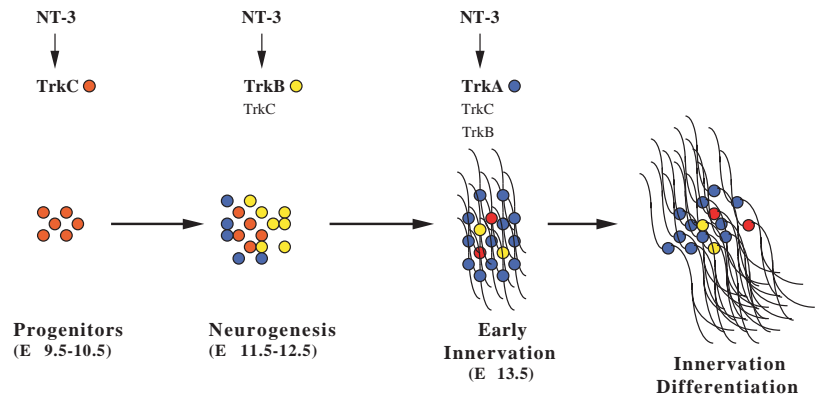 NT-3
NT-3
NT-3
TrkC
TrkB
TrkC
TrkA
TrkC
TrkB
Progenitors
(E 9.5-10.5)
Neurogenesis
(E 11.5-12.5)
Early
Innervation
(E 13.5)
Innervation
Differentiation